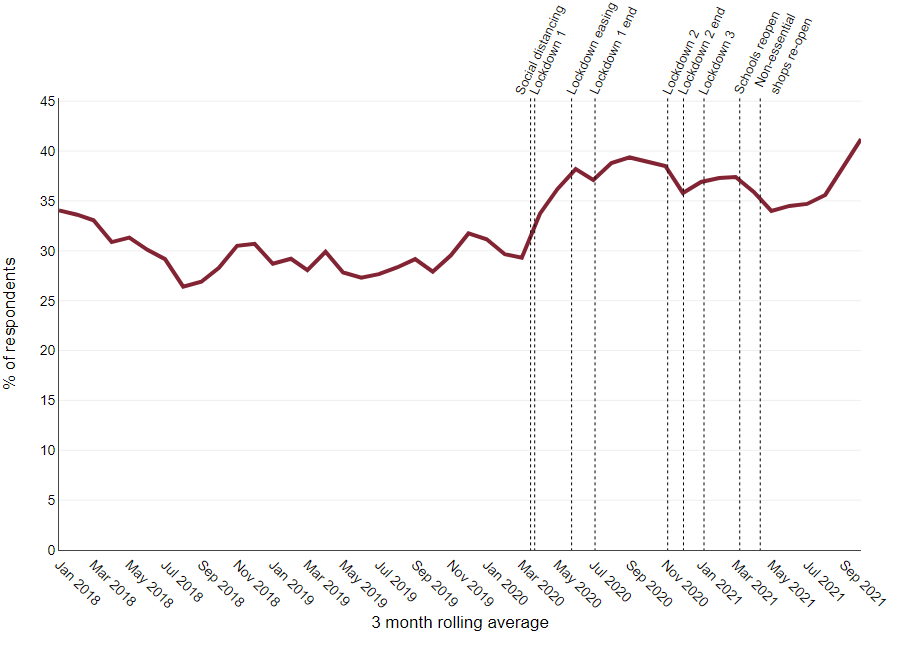 Social distancing
Lockdown 1
Lockdown easing
Lockdown 1 end
Lockdown 2
Lockdown 2 end
Lockdown 3
Schools reopen
Non-essential
shops re-open
% of respondents
45
40
35
30
25
20
15
10
5
0
Jan 2018
Mar 2018
May 2018
Jul 2018
Sep 2018
Nov 2018
Jan 2019
Mar 2019
May 2019
Jul 2019
Sep 2019
Nov 2019
Jan 2020
Mar 2020
May 2020
Jul 2020
Sep 2020
Nov 2020
Jan 2021
Mar 2021
May 2021
Jul 2021
Sep 2021
3 month rolling average